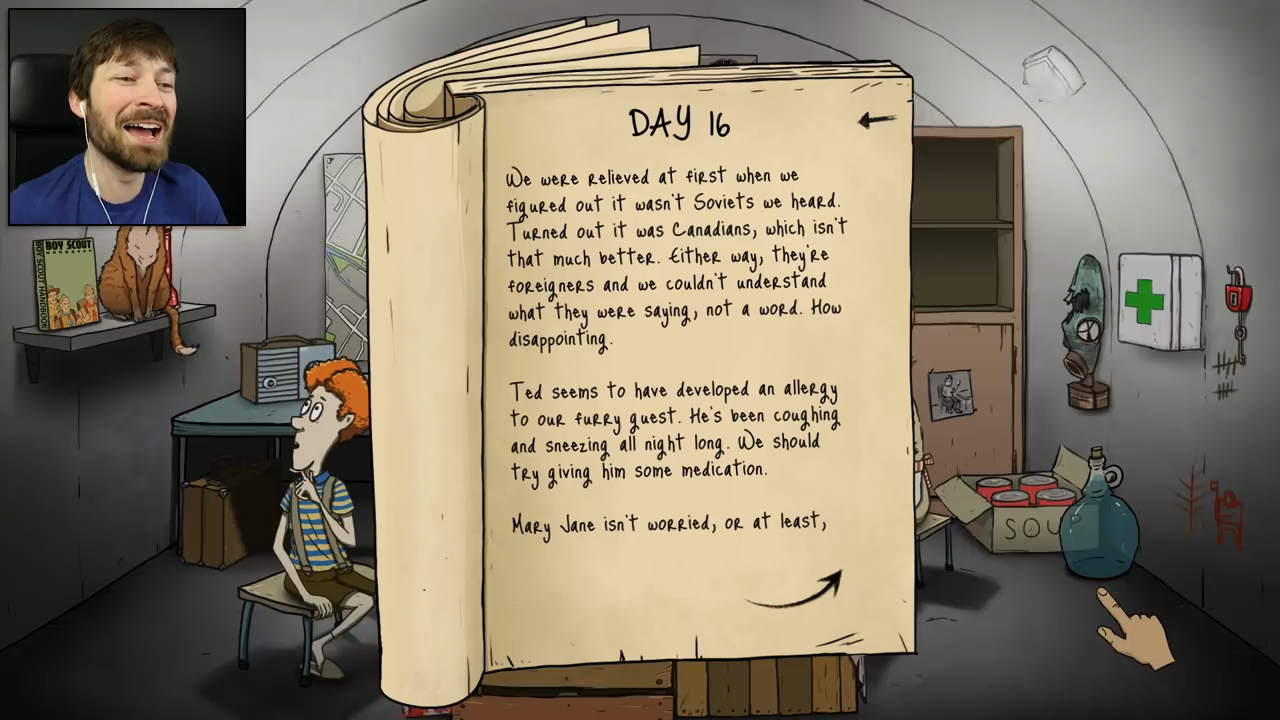 DAY 16
We were relieved at first when we
figured out it wasn't Soviets we heard.
Turned out it was Canadians, which isn't
that much better. Either way, they're
foreigners and we couldn't understand
what they were saying, not a word. How
disappointing.
Ted seems to have developed an allergy
to our furry guest. He's been coughing
and sneezing all night long. We should
try giving him some medication.
Mary Jane isn't worried, or at least,
BOY SCOUT
BOY SCOUT HANDBOOK
SOU